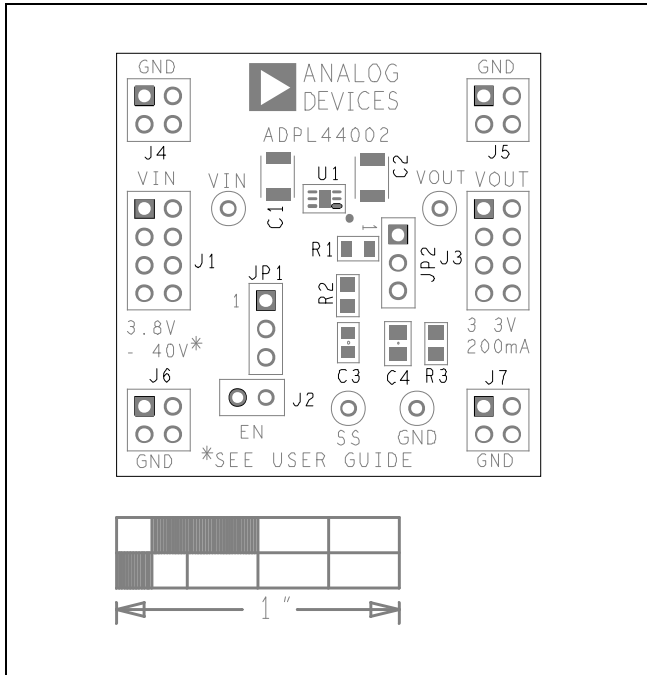 GND
ANALOG
DEVICES
GND
J4
ADPL44002
J5
VIN
VIN
C1
U1
C2
VOUT
VOUT
J1
R1
1
JP2
J3
JP1
1
R2
3.8V
- 40V*
3 3V
200mA
J6
J2
C3
C4
R3
J7
EN
SS
GND
GND
*SEE USER GUIDE
GND
1 "